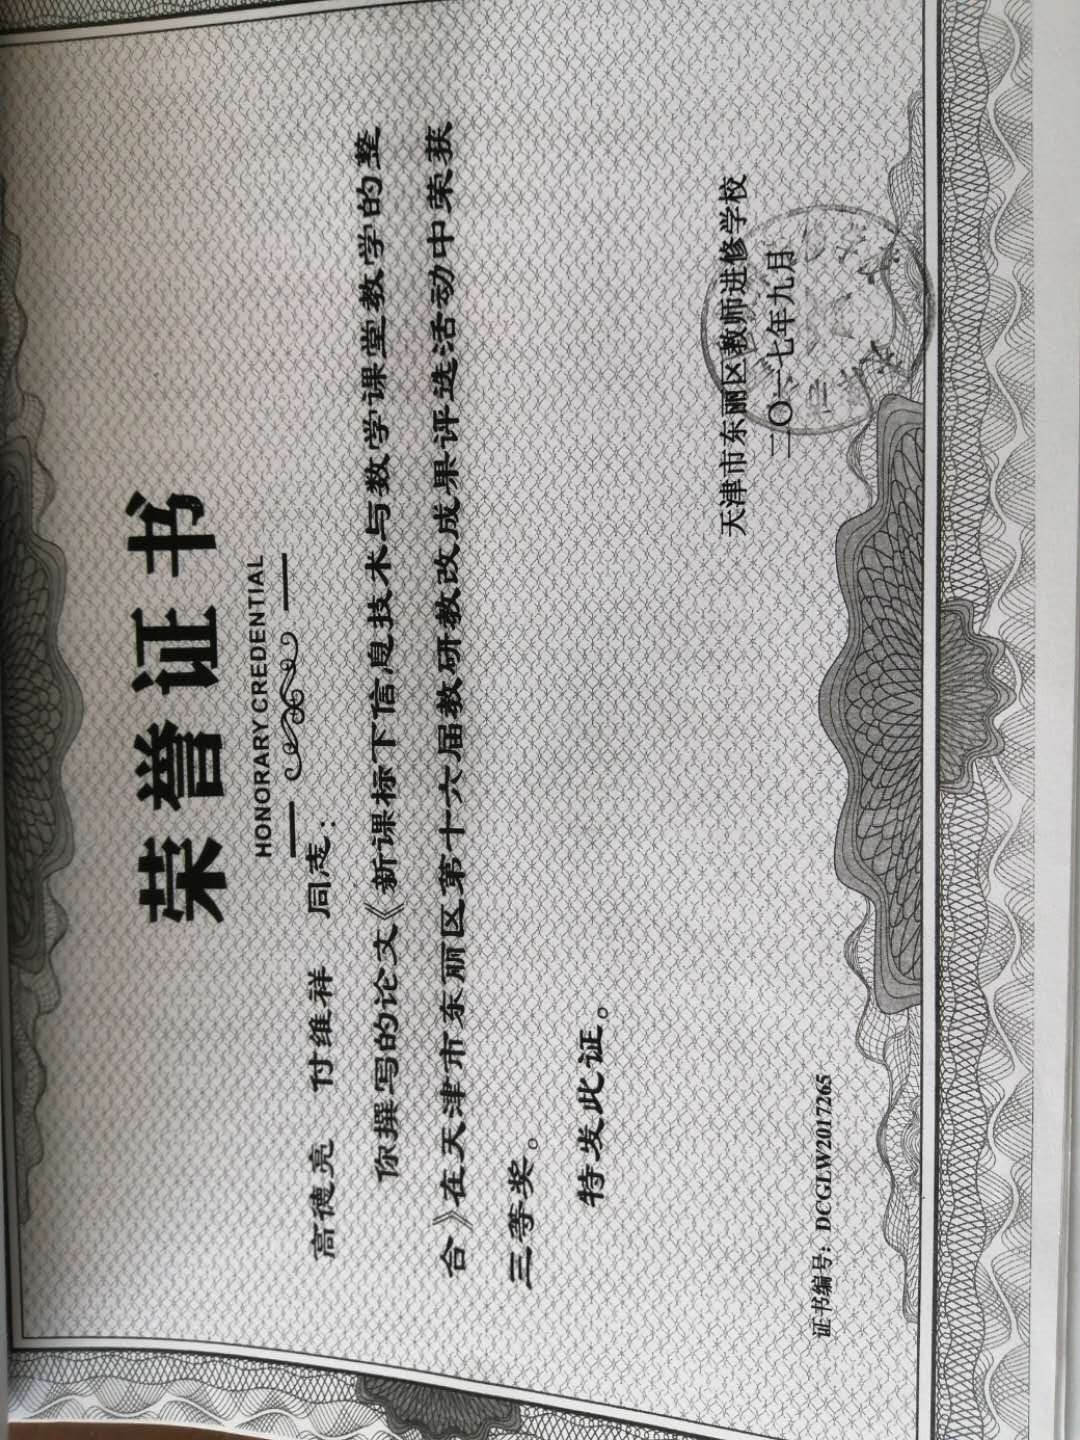 荣誉证书
HONORARY CREDENTIAL
高德亮 付维祥 同志：
你撰写的论文《新课标下信息技术与数学课堂教学的整
合》在天津市东丽区第十六届教研教改成果评选活动中荣获
三等奖。
特发此证。
天津市东丽区教师进修学校
二〇一七年九月
证书编号：DCGLW2017265